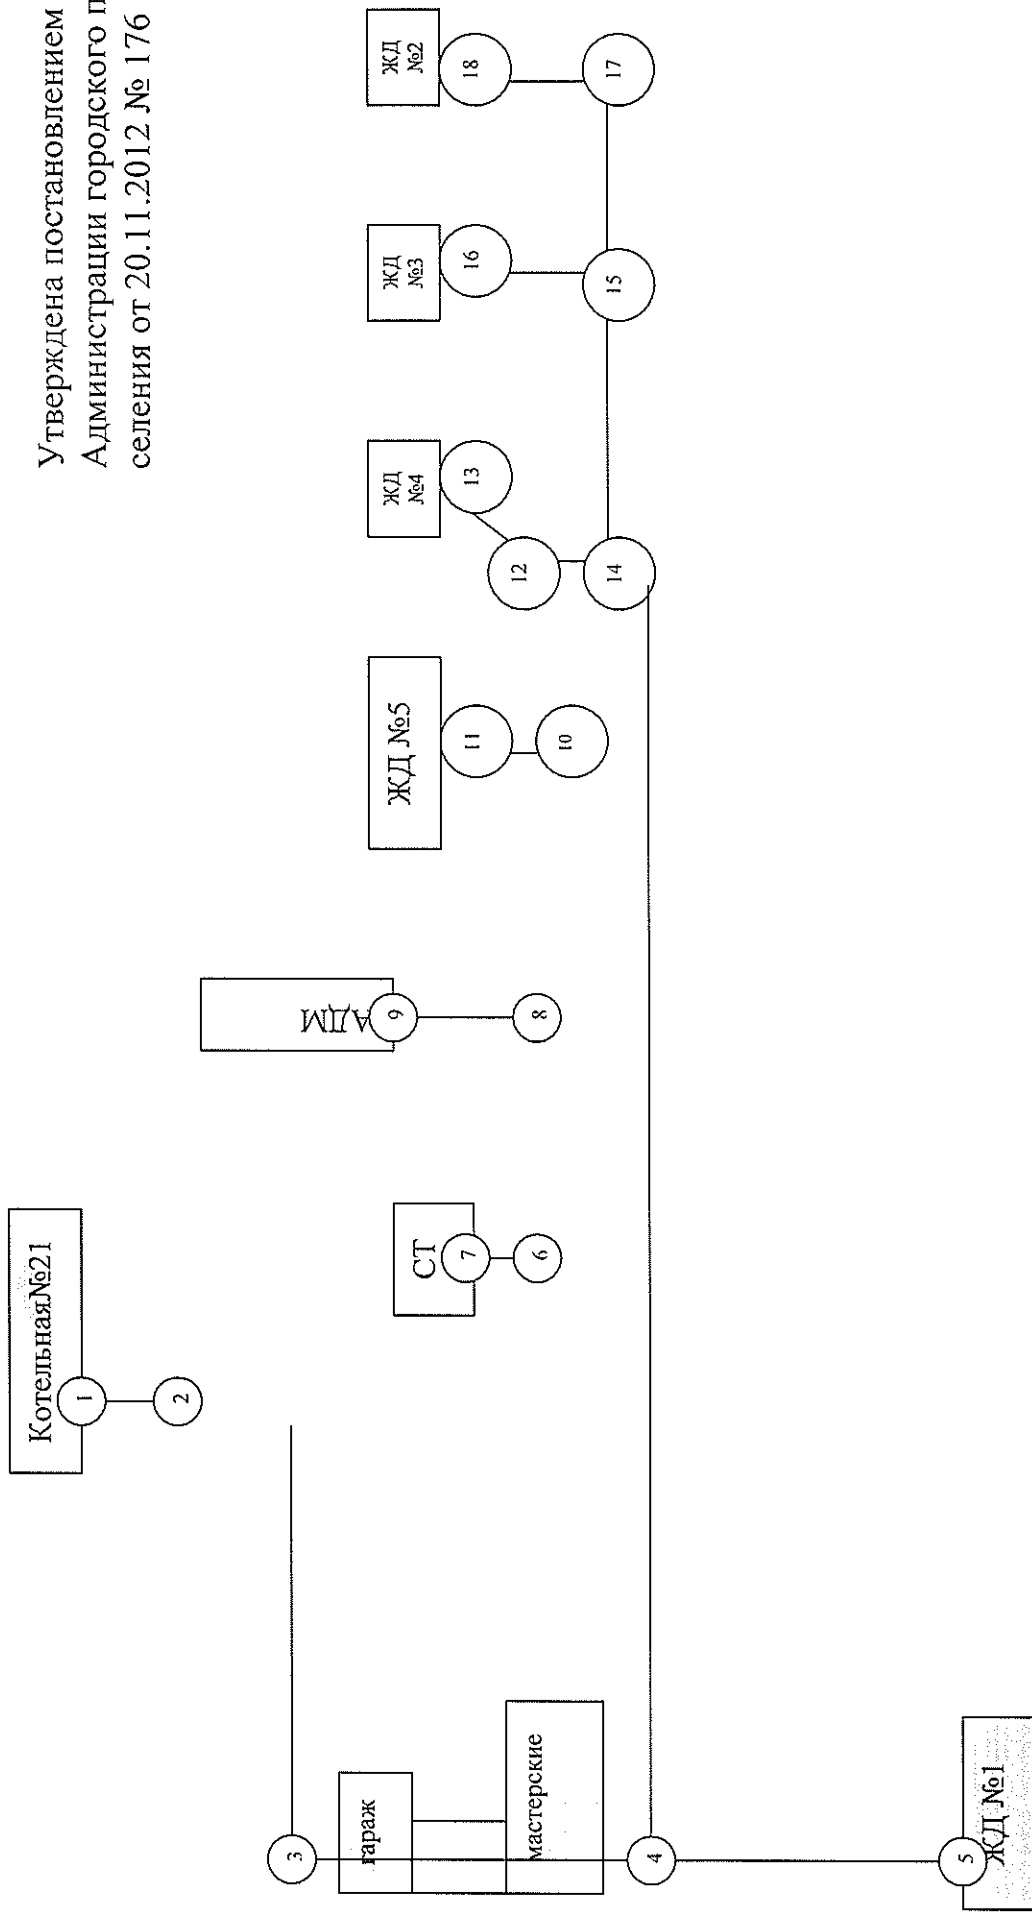 Утверждена постановлением
Администрации городского п
селения от 20.11.2012 № 176
Котельная№21
1
2
3
гараж
мастерские
4
5
ЖД №1
СТ
7
6
АДМ
9
8
ЖД №5
11
10
ЖД
№4
13
12
14
ЖД
№3
16
15
ЖД
№2
18
17